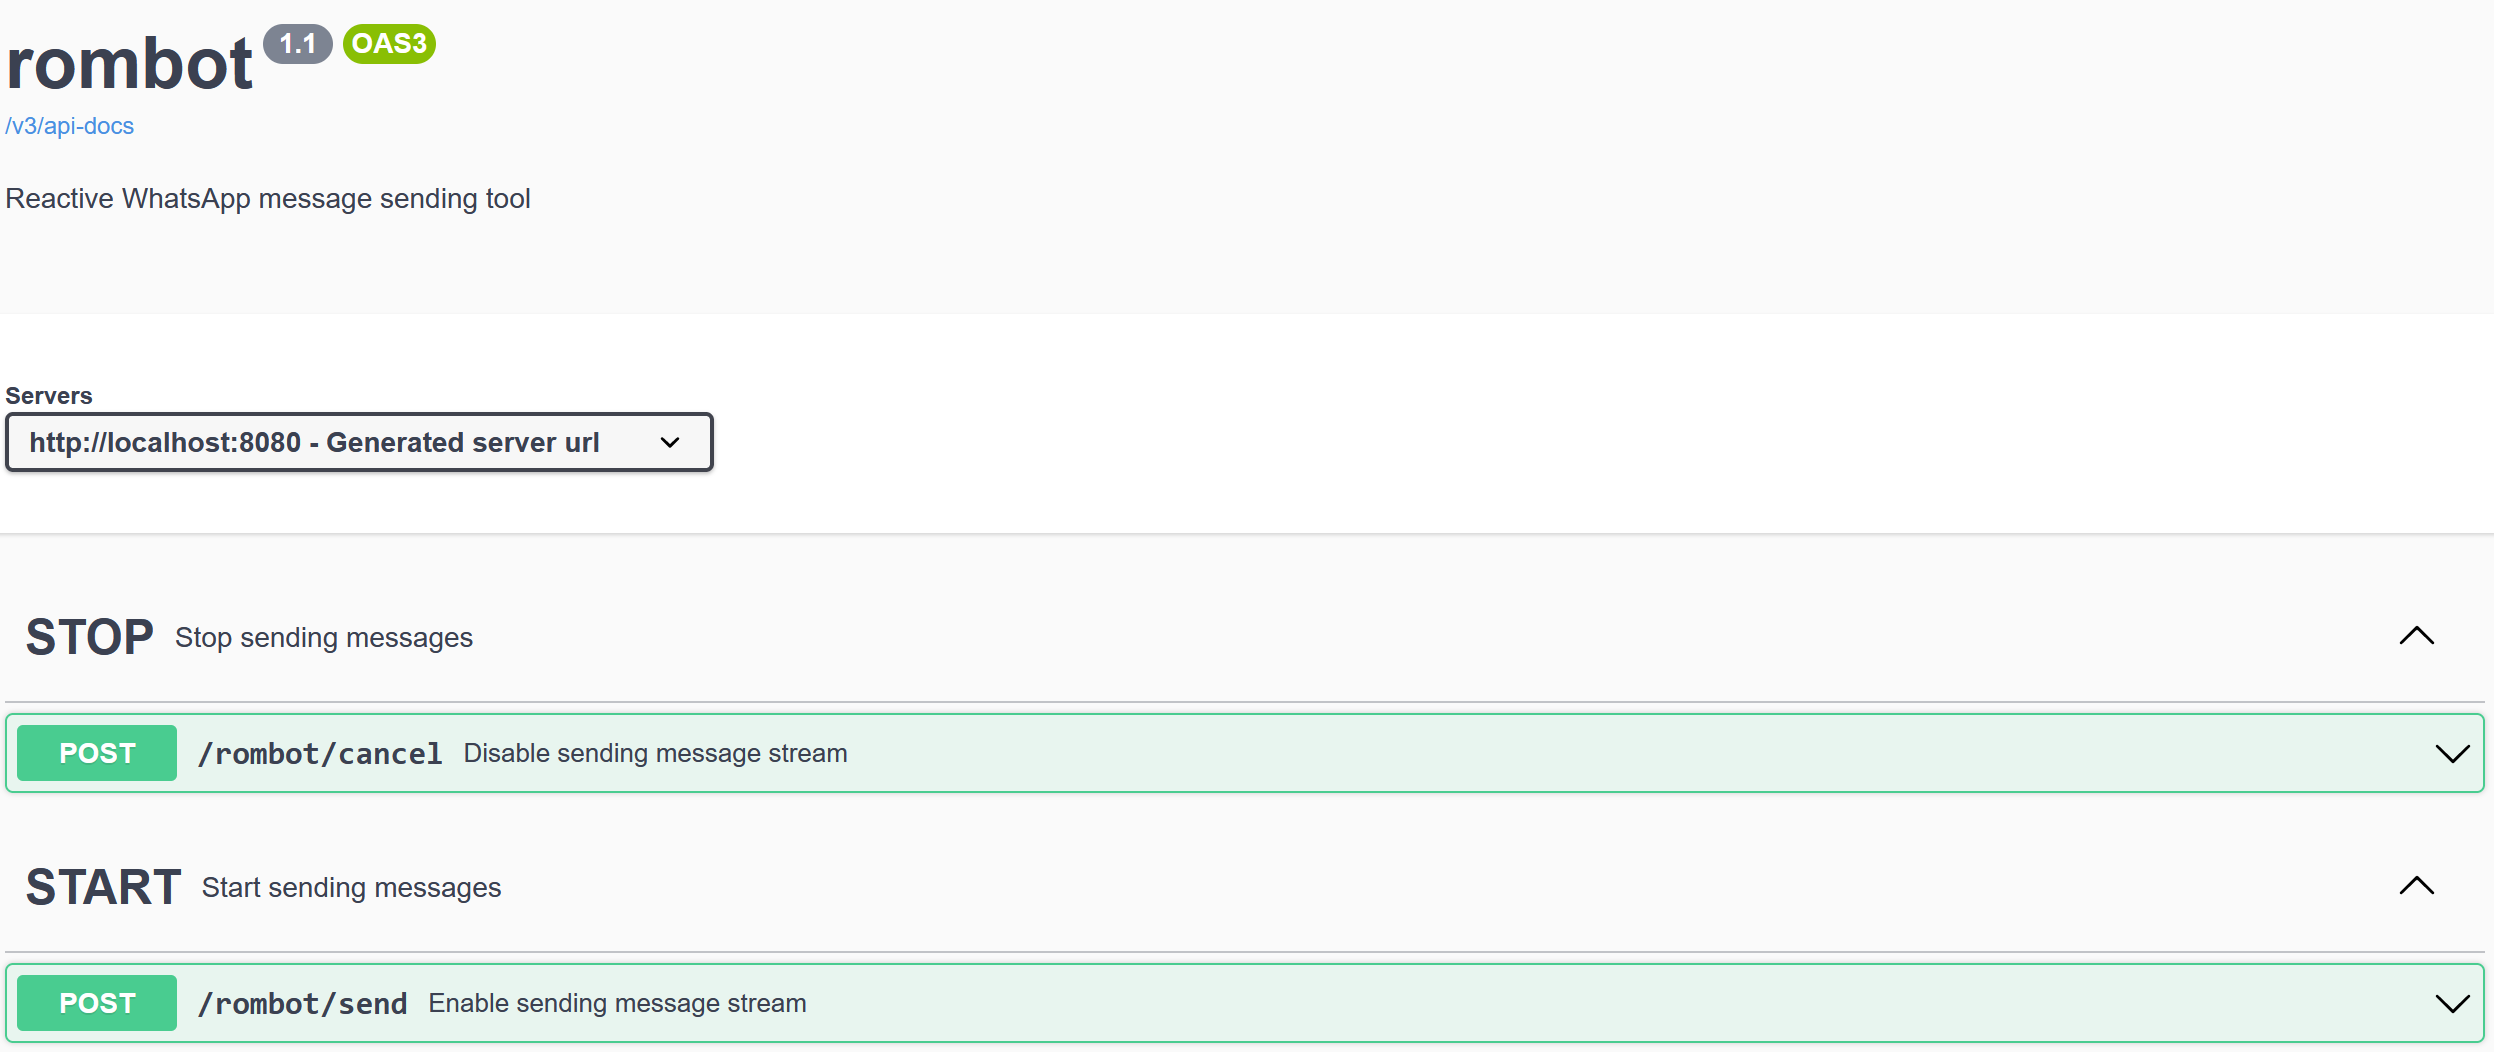 rombot 1.1 OAS3
/v3/api-docs
Reactive WhatsApp message sending tool
Servers
http://localhost:8080 - Generated server url
STOP Stop sending messages
POST /rombot/cancel Disable sending message stream
START Start sending messages
POST /rombot/send Enable sending message stream